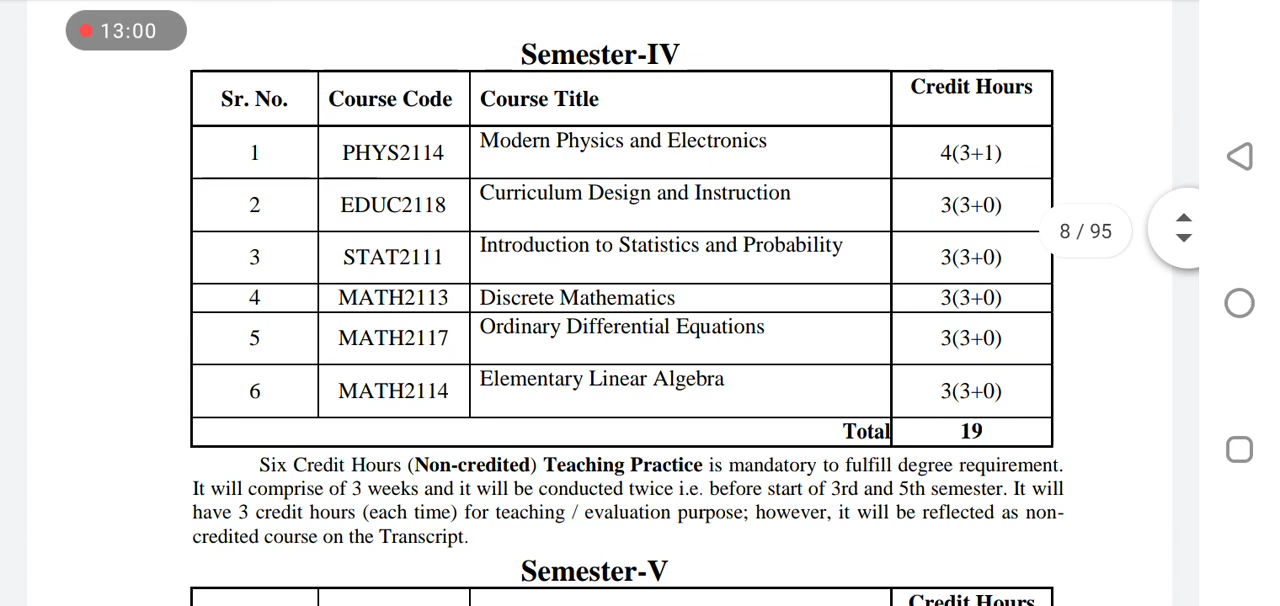 13:00
Semester-IV
Sr. No. Course Code Course Title Credit Hours
1 PHYS2114 Modern Physics and Electronics 4(3+1)
2 EDUC2118 Curriculum Design and Instruction 3(3+0)
8 / 95
3 STAT2111 Introduction to Statistics and Probability 3(3+0)
4 MATH2113 Discrete Mathematics 3(3+0)
5 MATH2117 Ordinary Differential Equations 3(3+0)
6 MATH2114 Elementary Linear Algebra 3(3+0)
Total 19
Six Credit Hours (Non-credited) Teaching Practice is mandatory to fulfill degree requirement.
It will comprise of 3 weeks and it will be conducted twice i.e. before start of 3rd and 5th semester. It will
have 3 credit hours (each time) for teaching / evaluation purpose; however, it will be reflected as non-
credited course on the Transcript.
Semester-V
Credit Hours